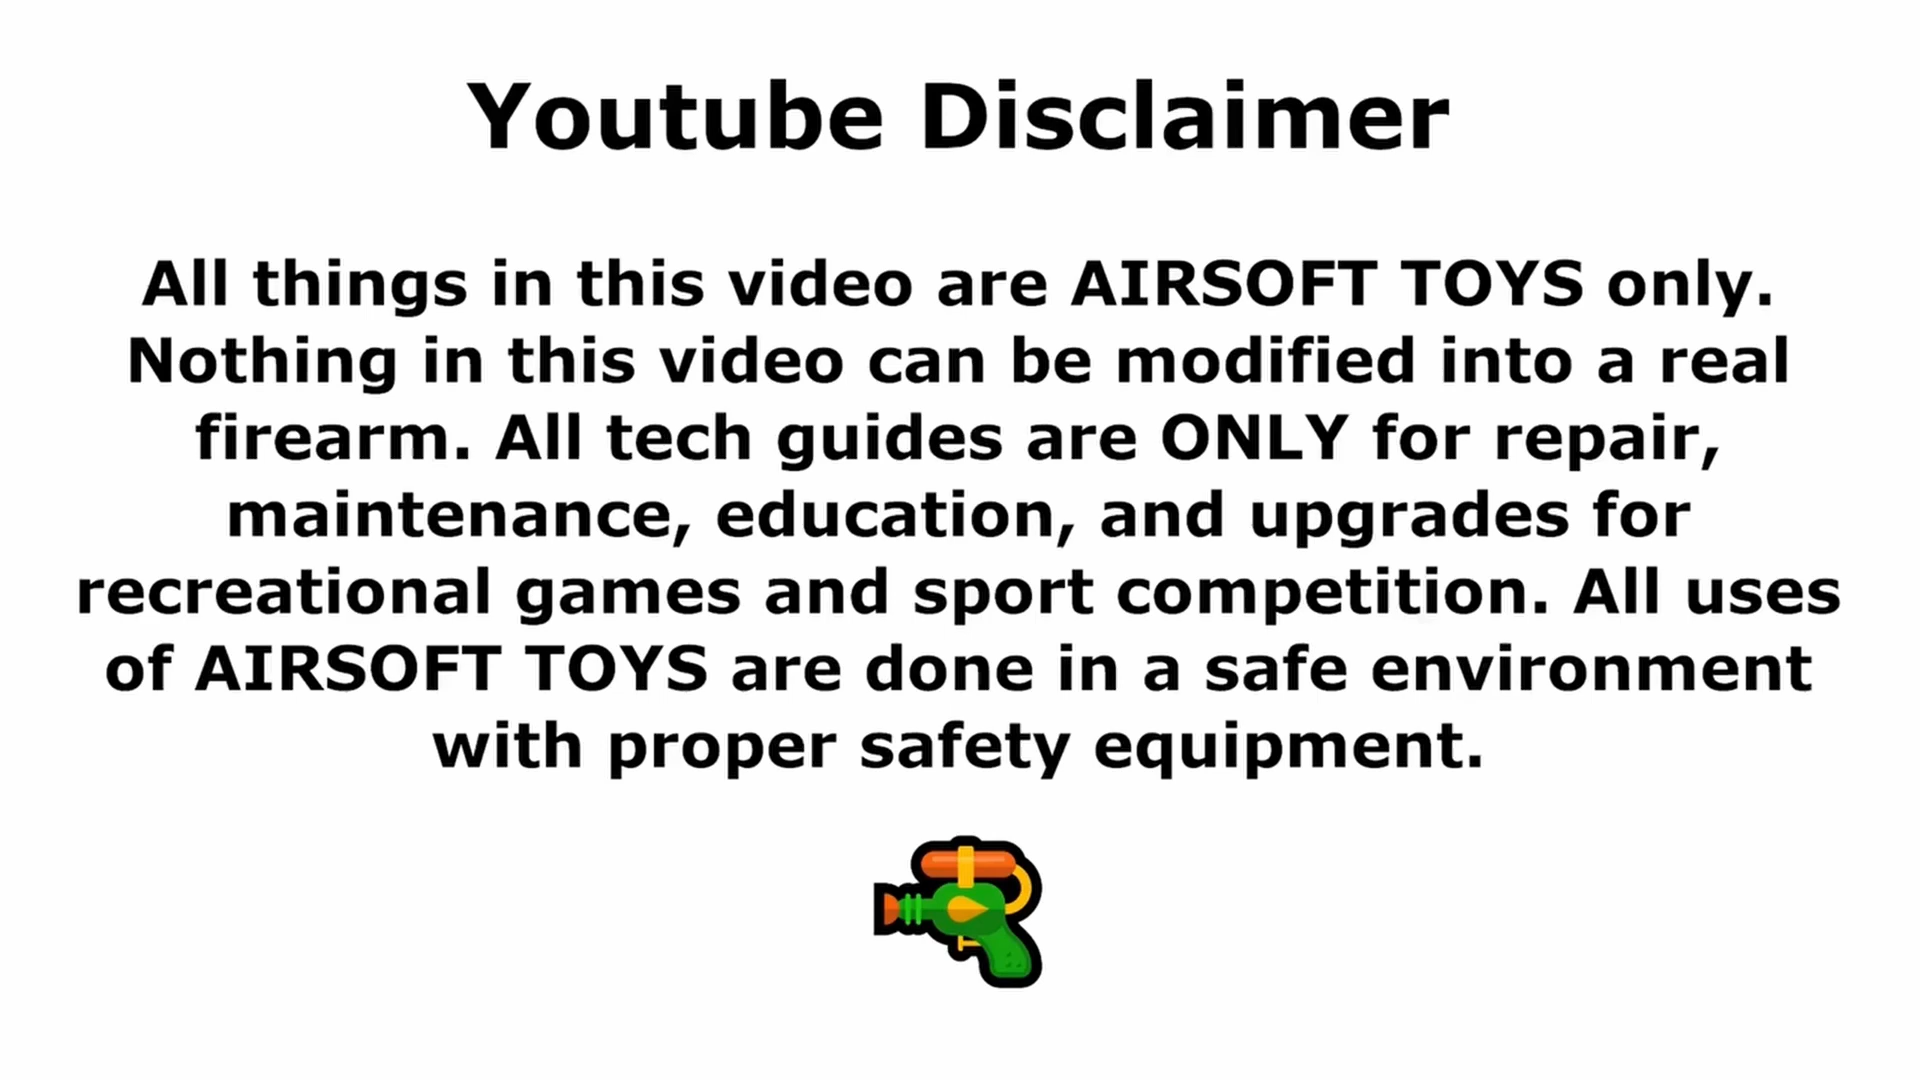 Youtube Disclaimer
All things in this video are AIRSOFT TOYS only.
Nothing in this video can be modified into a real
firearm. All tech guides are ONLY for repair,
maintenance, education, and upgrades for
recreational games and sport competition. All uses
of AIRSOFT TOYS are done in a safe environment
with proper safety equipment.